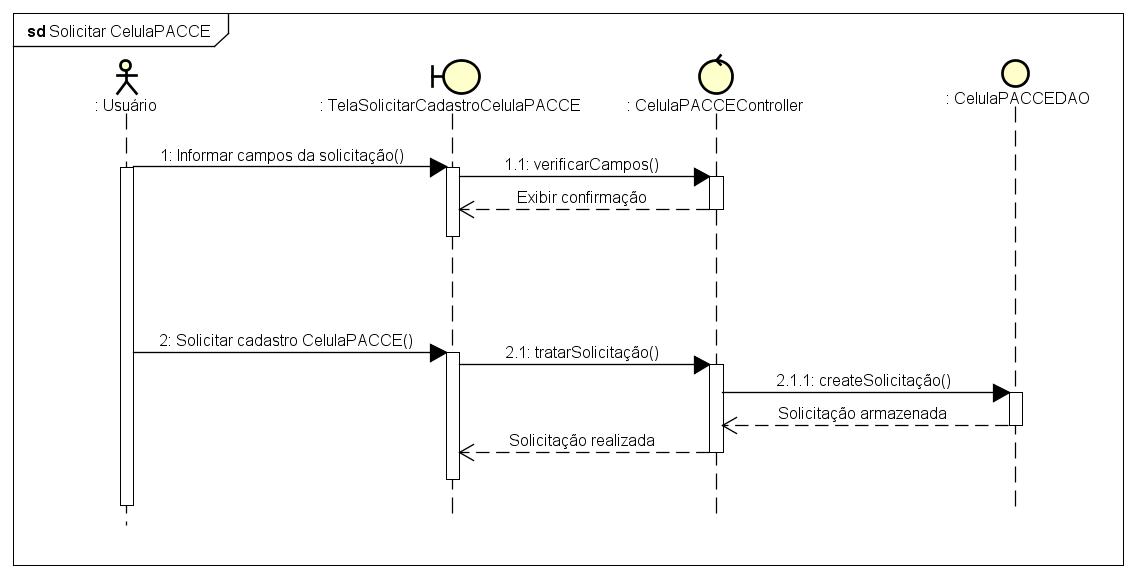 sd Solicitar CelulaPACCE
: Usuário
: TelaSolicitarCadastroCelulaPACCE
: CelulaPACCEController
: CelulaPACCEDAO
1: Informar campos da solicitação()
1.1: verificarCampos()
Exibir confirmação
2: Solicitar cadastro CelulaPACCE()
2.1: tratarSolicitação()
2.1.1: createSolicitação()
Solicitação armazenada
Solicitação realizada